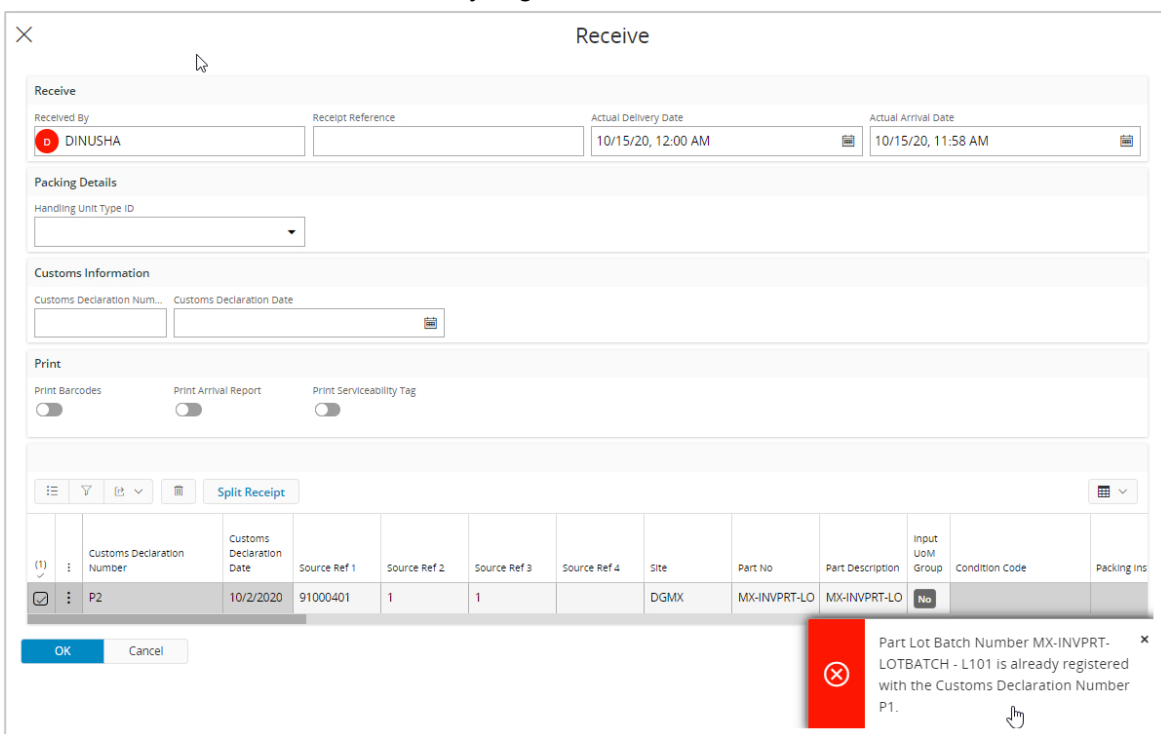 Receive
Receive
Received By
Receipt Reference
Actual Delivery Date
Actual Arrival Date
D DINUSHA
10/15/20, 12:00 AM
10/15/20, 11:58 AM
Packing Details
Handling Unit Type ID
Customs Information
Customs Declaration Num...
Customs Declaration Date
Print
Print Barcodes
Print Arrival Report
Print Serviceability Tag
Split Receipt
(1)
Customs Declaration
Number
Customs
Declaration
Date
Source Ref 1
Source Ref 2
Source Ref 3
Source Ref 4
Site
Part No
Part Description
Input
UoM
Group
Condition Code
Packing Ins
P2
10/2/2020
91000401
1
1
DGMX
MX-INVPRT-LO
MX-INVPRT-LO
No
OK
Cancel
Part Lot Batch Number MX-INVPRT-
LOTBATCH - L101 is already registered
with the Customs Declaration Number
P1.